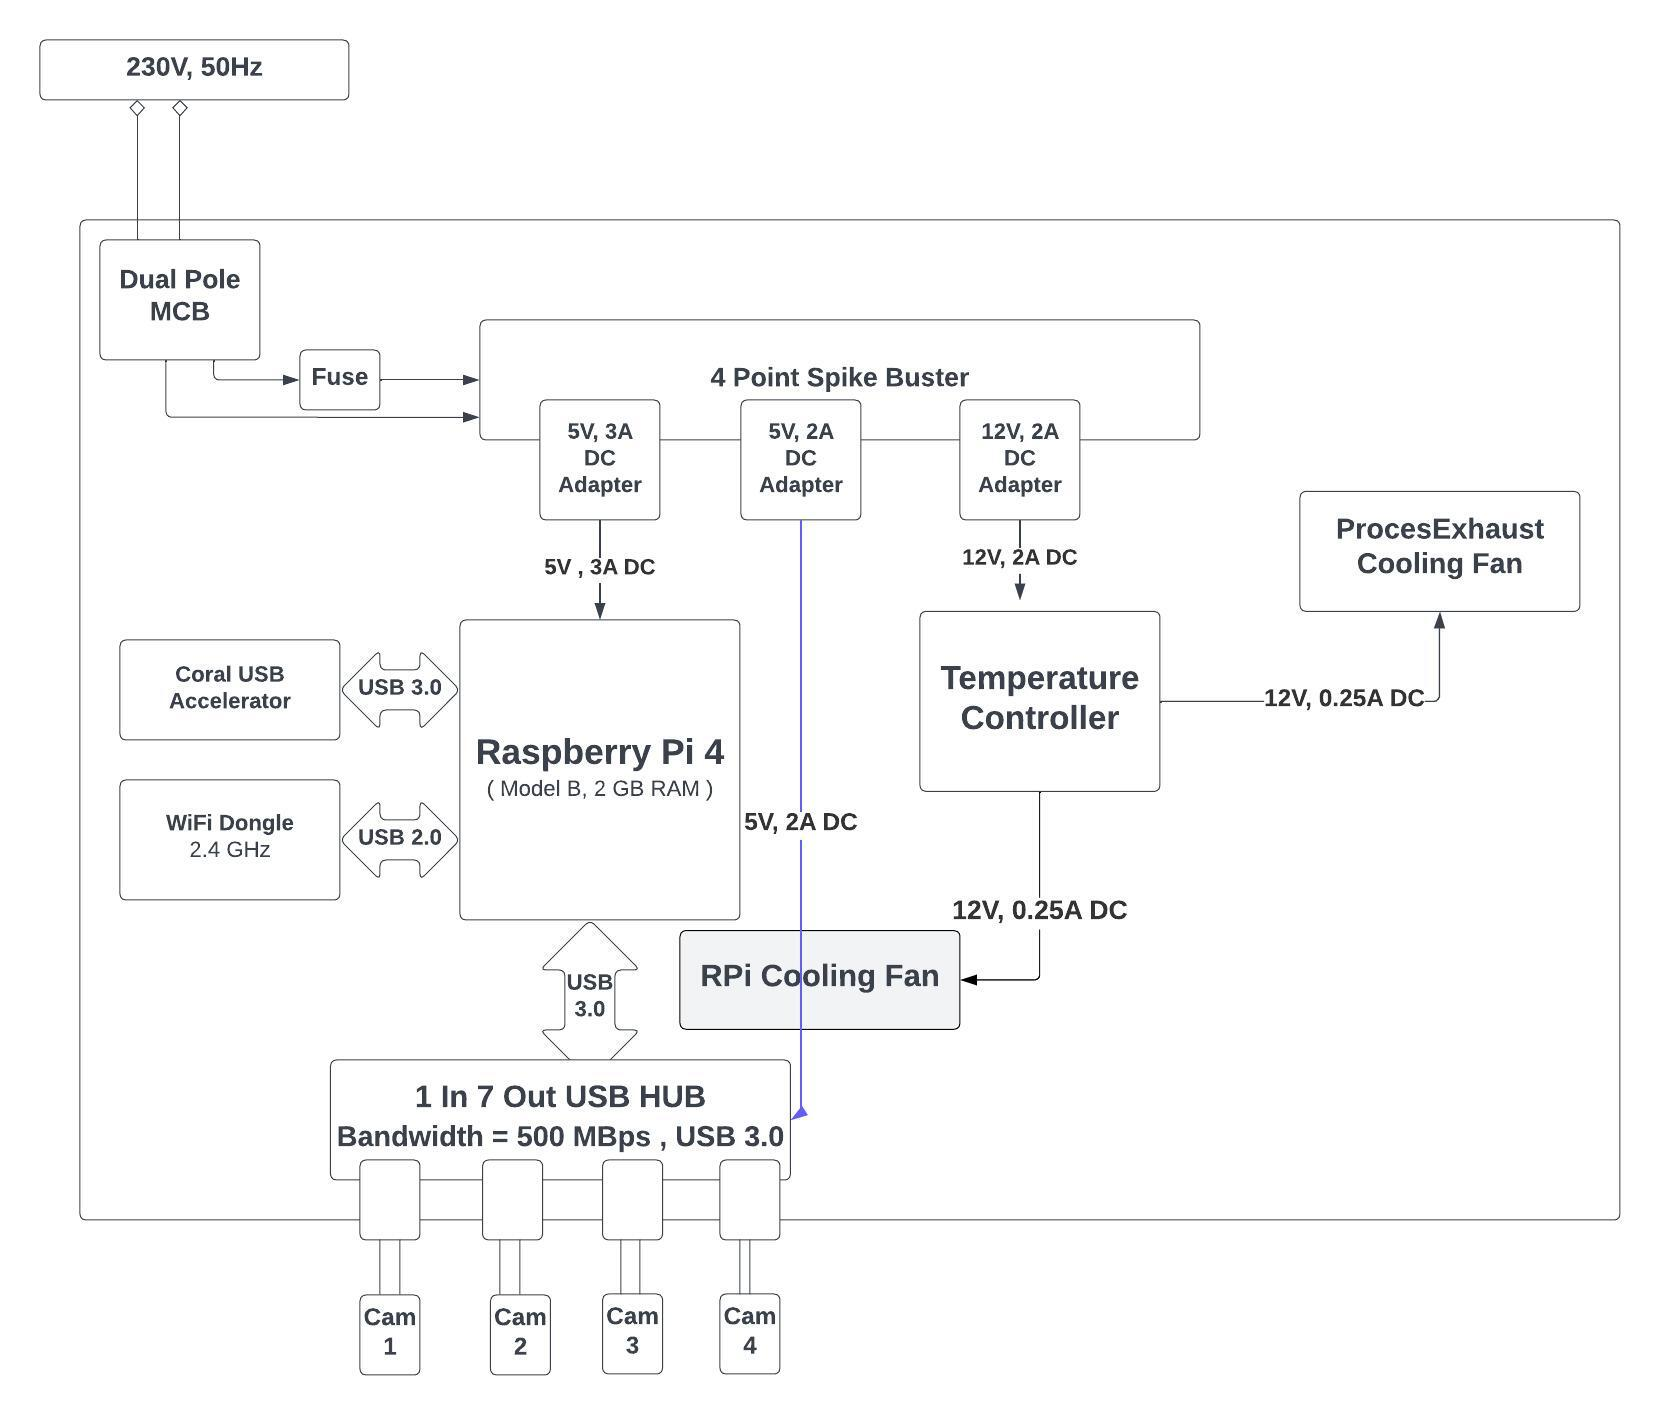 230V, 50Hz
Dual Pole
MCB
Fuse
4 Point Spike Buster
5V, 3A
DC
Adapter
5V, 2A
DC
Adapter
12V, 2A
DC
Adapter
5V , 3A DC
12V, 2A DC
ProcesExhaust
Cooling Fan
Coral USB
Accelerator
USB 3.0
Raspberry Pi 4
( Model B, 2 GB RAM )
Temperature
Controller
12V, 0.25A DC
WiFi Dongle
2.4 GHz
USB 2.0
5V, 2A DC
12V, 0.25A DC
RPi Cooling Fan
USB
3.0
1 In 7 Out USB HUB
Bandwidth = 500 MBps , USB 3.0
Cam
1
Cam
2
Cam
3
Cam
4